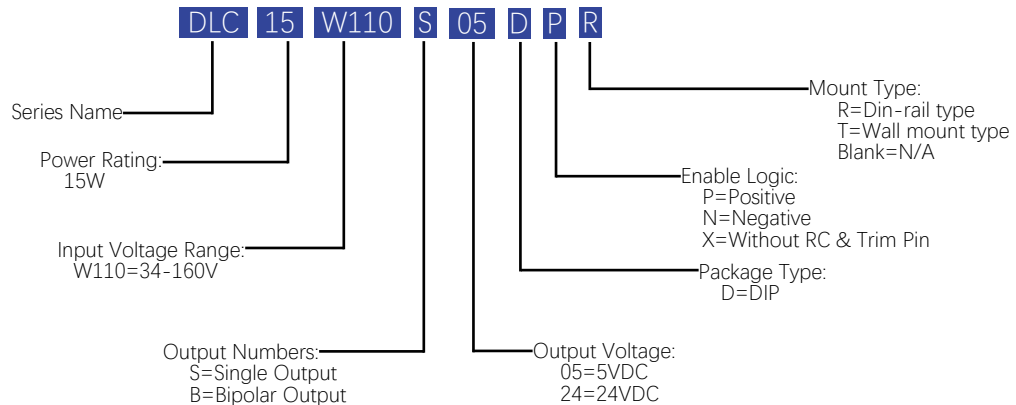 DLC 15 W110 S 05 D P R
Series Name
Power Rating:
15W
Input Voltage Range:
W110=34-160V
Output Numbers:
S=Single Output
B=Bipolar Output
Output Voltage:
05=5VDC
24=24VDC
Package Type:
D=DIP
Enable Logic:
P=Positive
N=Negative
X=Without RC & Trim Pin
Mount Type:
R=Din-rail type
T=Wall mount type
Blank=N/A